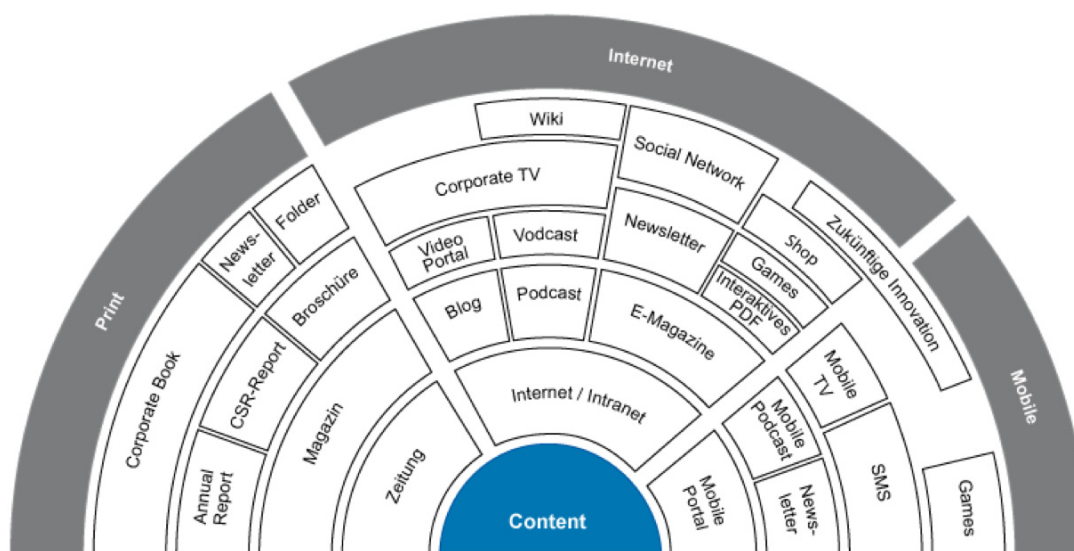 Internet
Wiki
Social Network
Corporate TV
Zukünftige Innovation
Folder
News-
letter
Video
Portal
Vodcast
Newsletter
Shop
Games
Interaktives
PDF
Print
Broschüre
Blog
Podcast
E-Magazine
Corporate Book
CSR-Report
Magazin
Internet / Intranet
Mobile
TV
Mobile
Mobile
Podcast
Annual
Report
Zeitung
Content
Mobile
Portal
News-
letter
SMS
Games